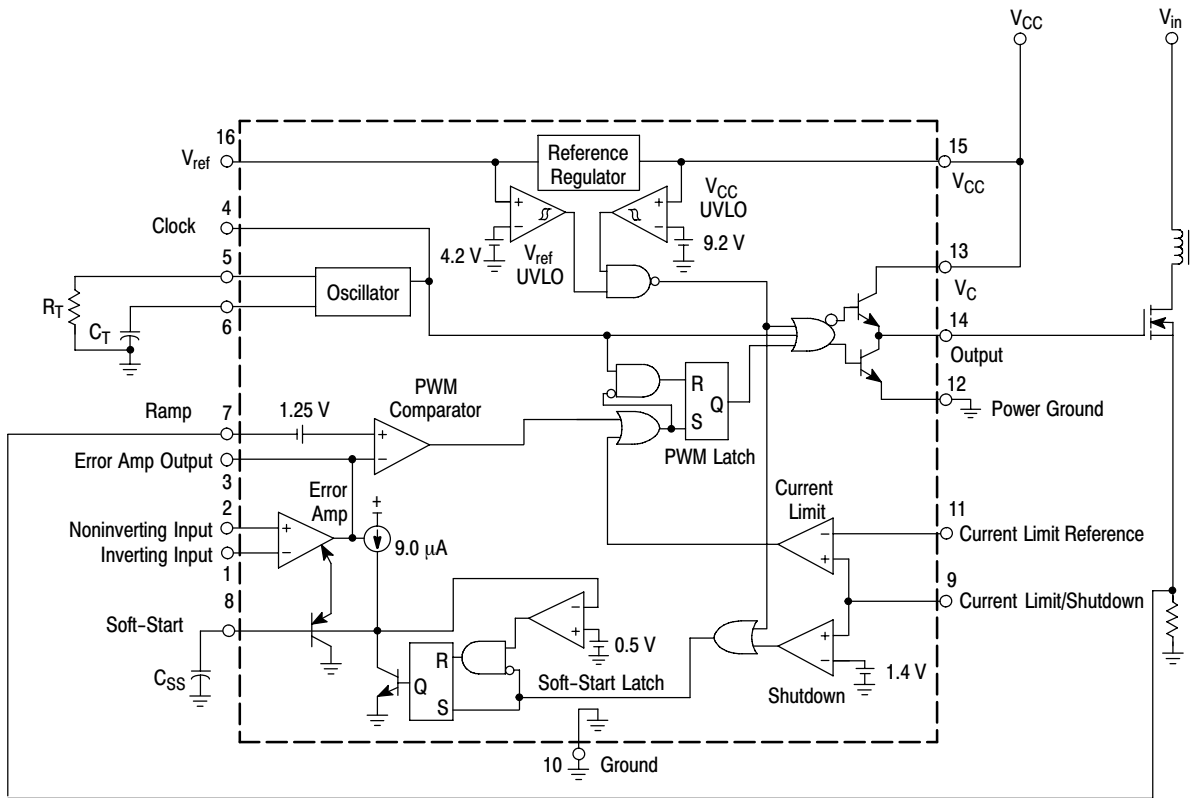 VCC
Vin
16
Vref
Reference
Regulator
15
VCC
VCC
UVLO
4
Clock
4.2 V
Vref
UVLO
9.2 V
5
RT
Oscillator
CT
6
13
VC
14
Output
12
Power Ground
R
Q
S
PWM Latch
PWM
Comparator
7
Ramp
1.25 V
+
−
Error Amp Output
3
2
Noninverting Input
Inverting Input
1
Error
Amp
+
−
+
9.0 µA
Current
Limit
−
+
11
Current Limit Reference
9
Current Limit/Shutdown
8
Soft-Start
CSS
−
+
0.5 V
R
Q
S
Soft-Start Latch
+
−
1.4 V
Shutdown
10
Ground
+
−
+
−